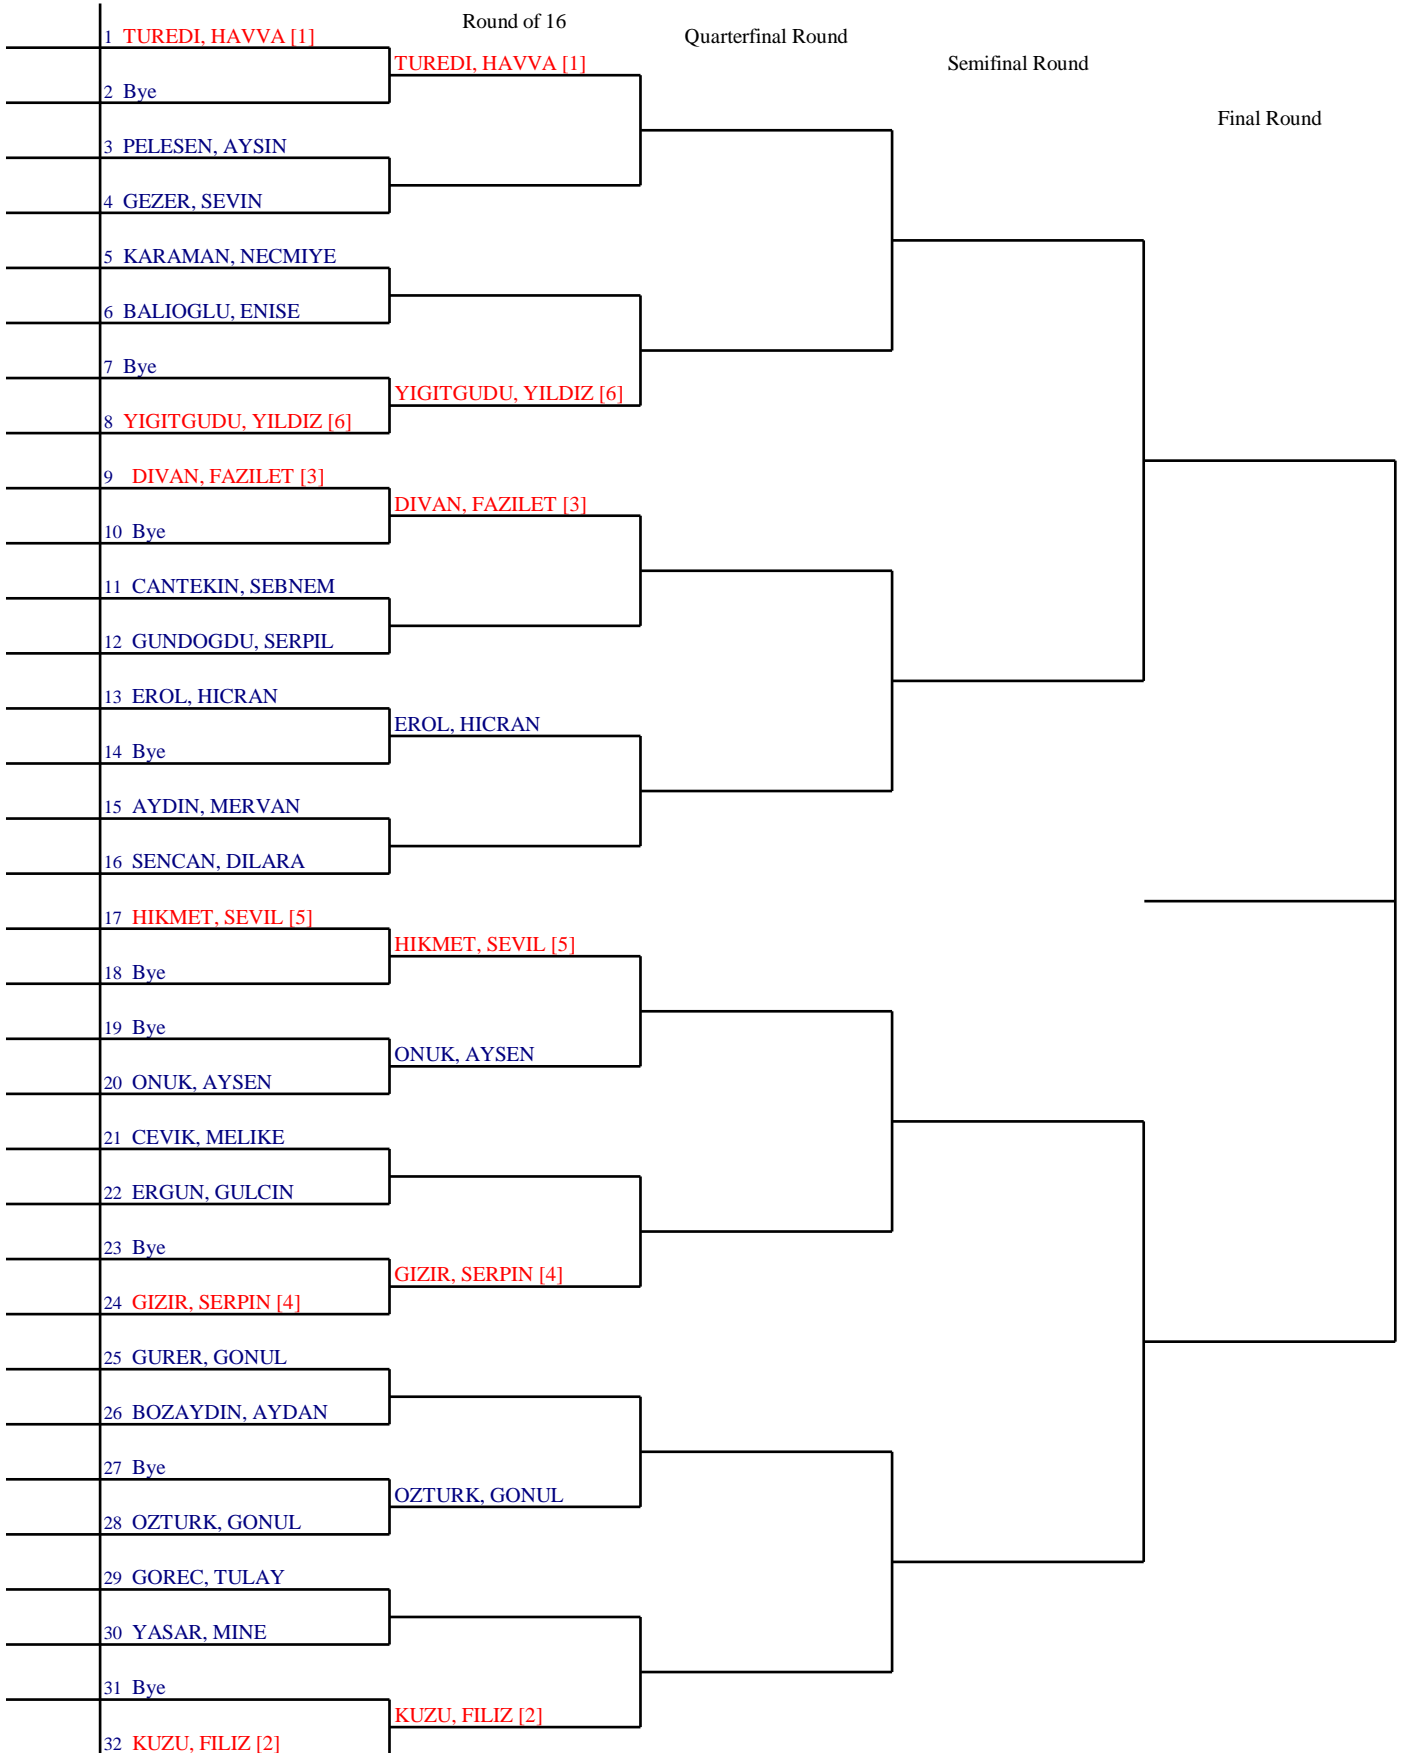 Round of 16
Quarterfinal Round
Semifinal Round
Final Round
1 TUREDI, HAVVA [1]
TUREDI, HAVVA [1]
2 Bye
3 PELESEN, AYSIN
4 GEZER, SEVIN
5 KARAMAN, NECMIYE
6 BALIOGLU, ENISE
7 Bye
YIGITGUDU, YILDIZ [6]
8 YIGITGUDU, YILDIZ [6]
9 DIVAN, FAZILET [3]
DIVAN, FAZILET [3]
10 Bye
11 CANTEKIN, SEBNEM
12 GUNDOGDU, SERPIL
13 EROL, HICRAN
EROL, HICRAN
14 Bye
15 AYDIN, MERVAN
16 SENCAN, DILARA
17 HIKMET, SEVIL [5]
HIKMET, SEVIL [5]
18 Bye
19 Bye
ONUK, AYSEN
20 ONUK, AYSEN
21 CEVIK, MELIKE
22 ERGUN, GULCIN
23 Bye
GIZIR, SERPIN [4]
24 GIZIR, SERPIN [4]
25 GURER, GONUL
26 BOZAYDIN, AYDAN
27 Bye
OZTURK, GONUL
28 OZTURK, GONUL
29 GOREC, TULAY
30 YASAR, MINE
31 Bye
KUZU, FILIZ [2]
32 KUZU, FILIZ [2]